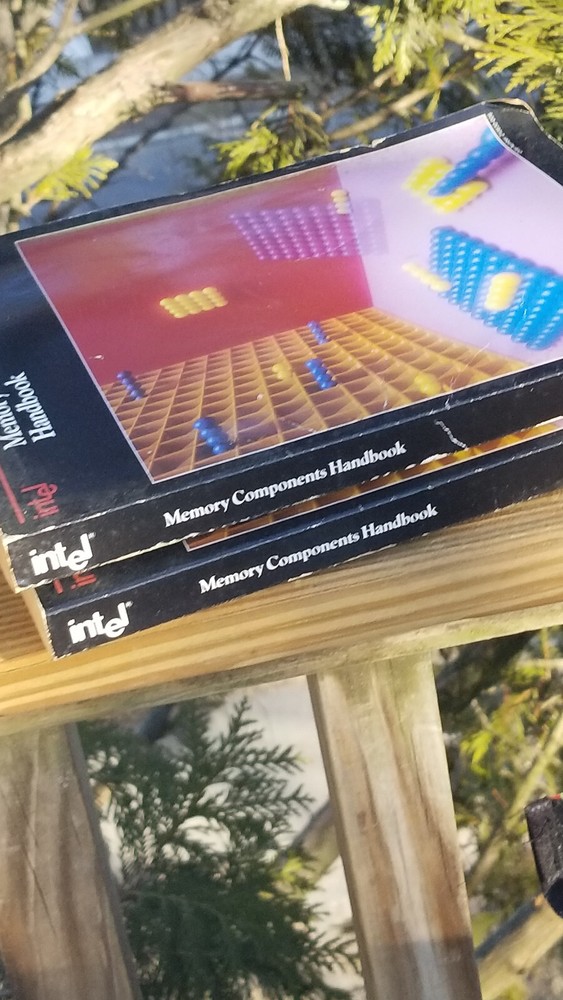 Memory
Handbook
intel
intel
Memory Components Handbook
intel
Memory Components Handbook